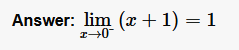 Answer: lim_{x→0⁻} (x + 1) = 1